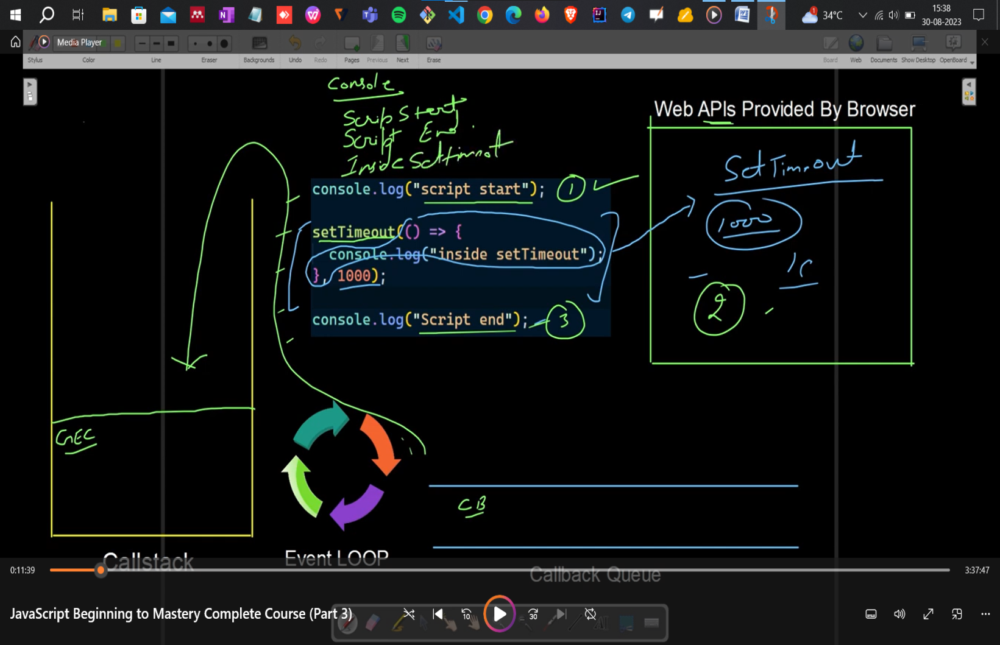 34°C
15:38
30-08-2023
Media Player
Stylus Color Line Eraser Backgrounds Undo Redo Pages Previous Next Erase Board Web Documents Show Desktop OpenBoard
Console
Scrip Start
Script End
Inside Settimout
Web APIs Provided By Browser
SetTimeout
1000
2
console.log("script start"); 1
setTimeout(() => {
console.log("inside setTimeout");
}, 1000);
console.log("Script end"); 3
GEC
CB
Callstack
Event LOOP
Callback Queue
0:11:39
3:37:47
JavaScript Beginning to Mastery Complete Course (Part 3)
10
30